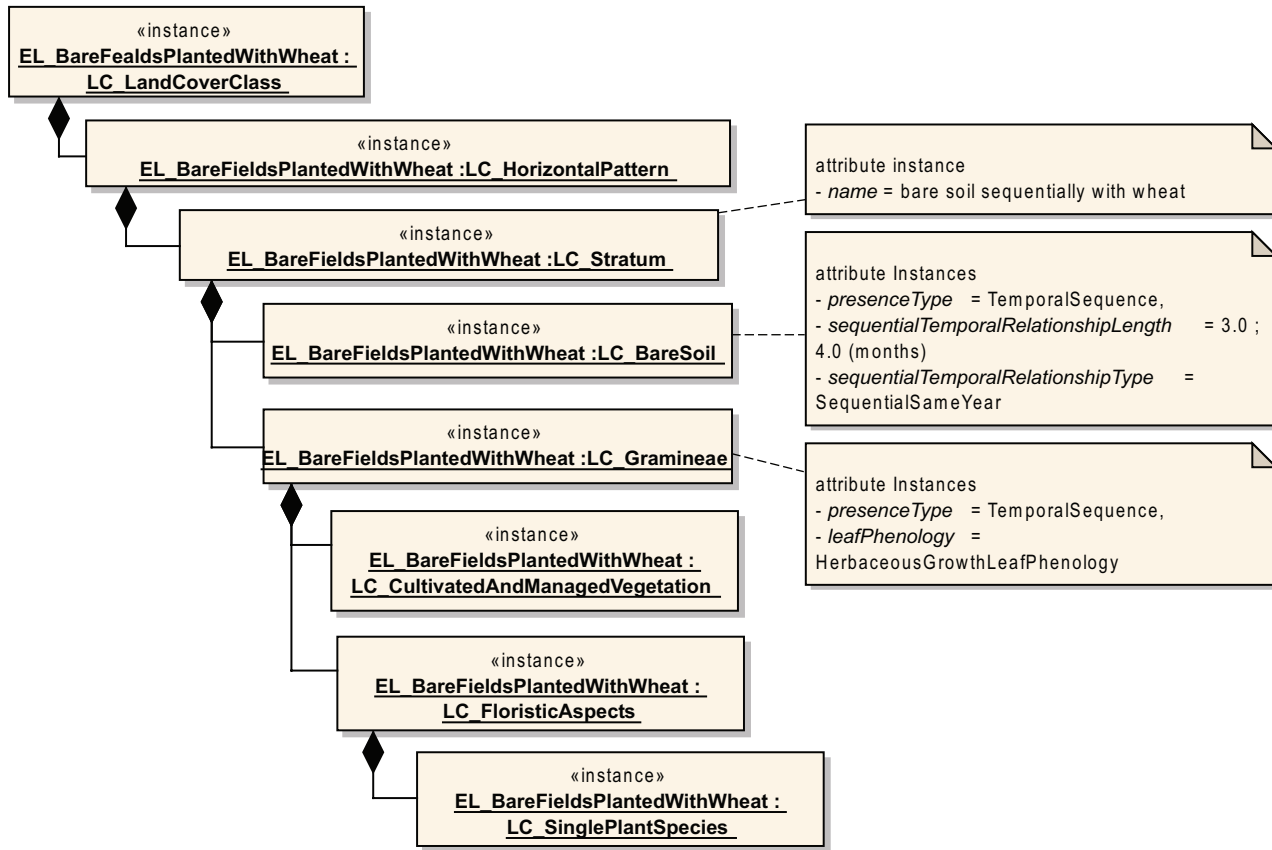 «instance»
EL_BareFealdsPlantedWithWheat :
LC_LandCoverClass
«instance»
EL_BareFieldsPlantedWithWheat :LC_HorizontalPattern
attribute instance
- name = bare soil sequentially with wheat
«instance»
EL_BareFieldsPlantedWithWheat :LC_Stratum
attribute Instances
- presenceType = TemporalSequence,
- sequentialTemporalRelationshipLength = 3.0 ;
4.0 (months)
- sequentialTemporalRelationshipType =
SequentialSameYear
«instance»
EL_BareFieldsPlantedWithWheat :LC_BareSoil
«instance»
EL_BareFieldsPlantedWithWheat :LC_Gramineae
attribute Instances
- presenceType = TemporalSequence,
- leafPhenology =
HerbaceousGrowthLeafPhenology
«instance»
EL_BareFieldsPlantedWithWheat :
LC_CultivatedAndManagedVegetation
«instance»
EL_BareFieldsPlantedWithWheat :
LC_FloristicAspects
«instance»
EL_BareFieldsPlantedWithWheat :
LC_SinglePlantSpecies